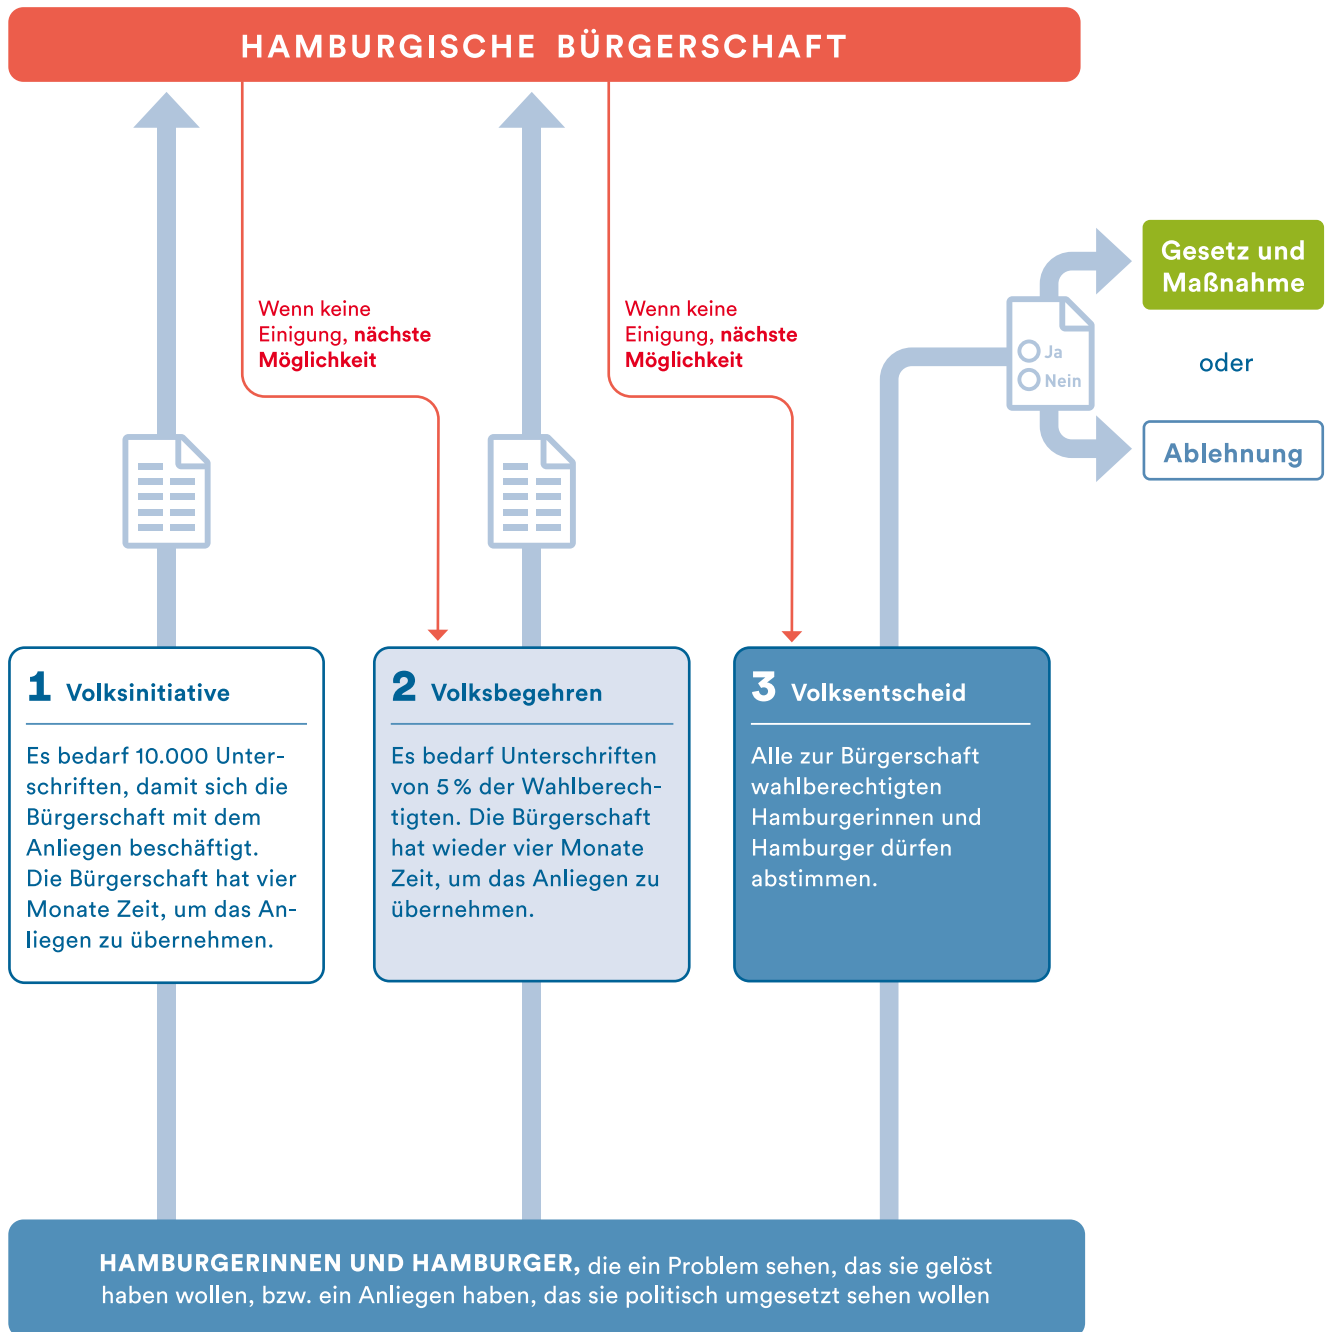 HAMBURGISCHE BÜRGERSCHAFT
Wenn keine
Einigung, nächste
Möglichkeit
Wenn keine
Einigung, nächste
Möglichkeit
Gesetz und
Maßnahme
Ja
Nein
oder
Ablehnung
1 Volksinitiative
Es bedarf 10.000 Unter-
schriften, damit sich die
Bürgerschaft mit dem
Anliegen beschäftigt.
Die Bürgerschaft hat vier
Monate Zeit, um das An-
liegen zu übernehmen.
2 Volksbegehren
Es bedarf Unterschriften
von 5 % der Wahlberech-
tigten. Die Bürgerschaft
hat wieder vier Monate
Zeit, um das Anliegen zu
übernehmen.
3 Volksentscheid
Alle zur Bürgerschaft
wahlberechtigten
Hamburgerinnen und
Hamburger dürfen
abstimmen.
HAMBURGERINNEN UND HAMBURGER, die ein Problem sehen, das sie gelöst
haben wollen, bzw. ein Anliegen haben, das sie politisch umgesetzt sehen wollen